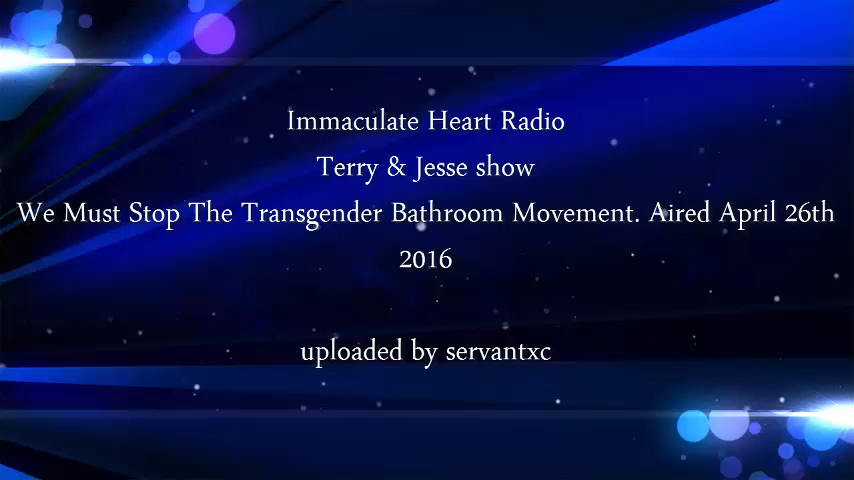 Immaculate Heart Radio
Terry & Jesse show
We Must Stop The Transgender Bathroom Movement. Aired April 26th
2016
uploaded by servantxc